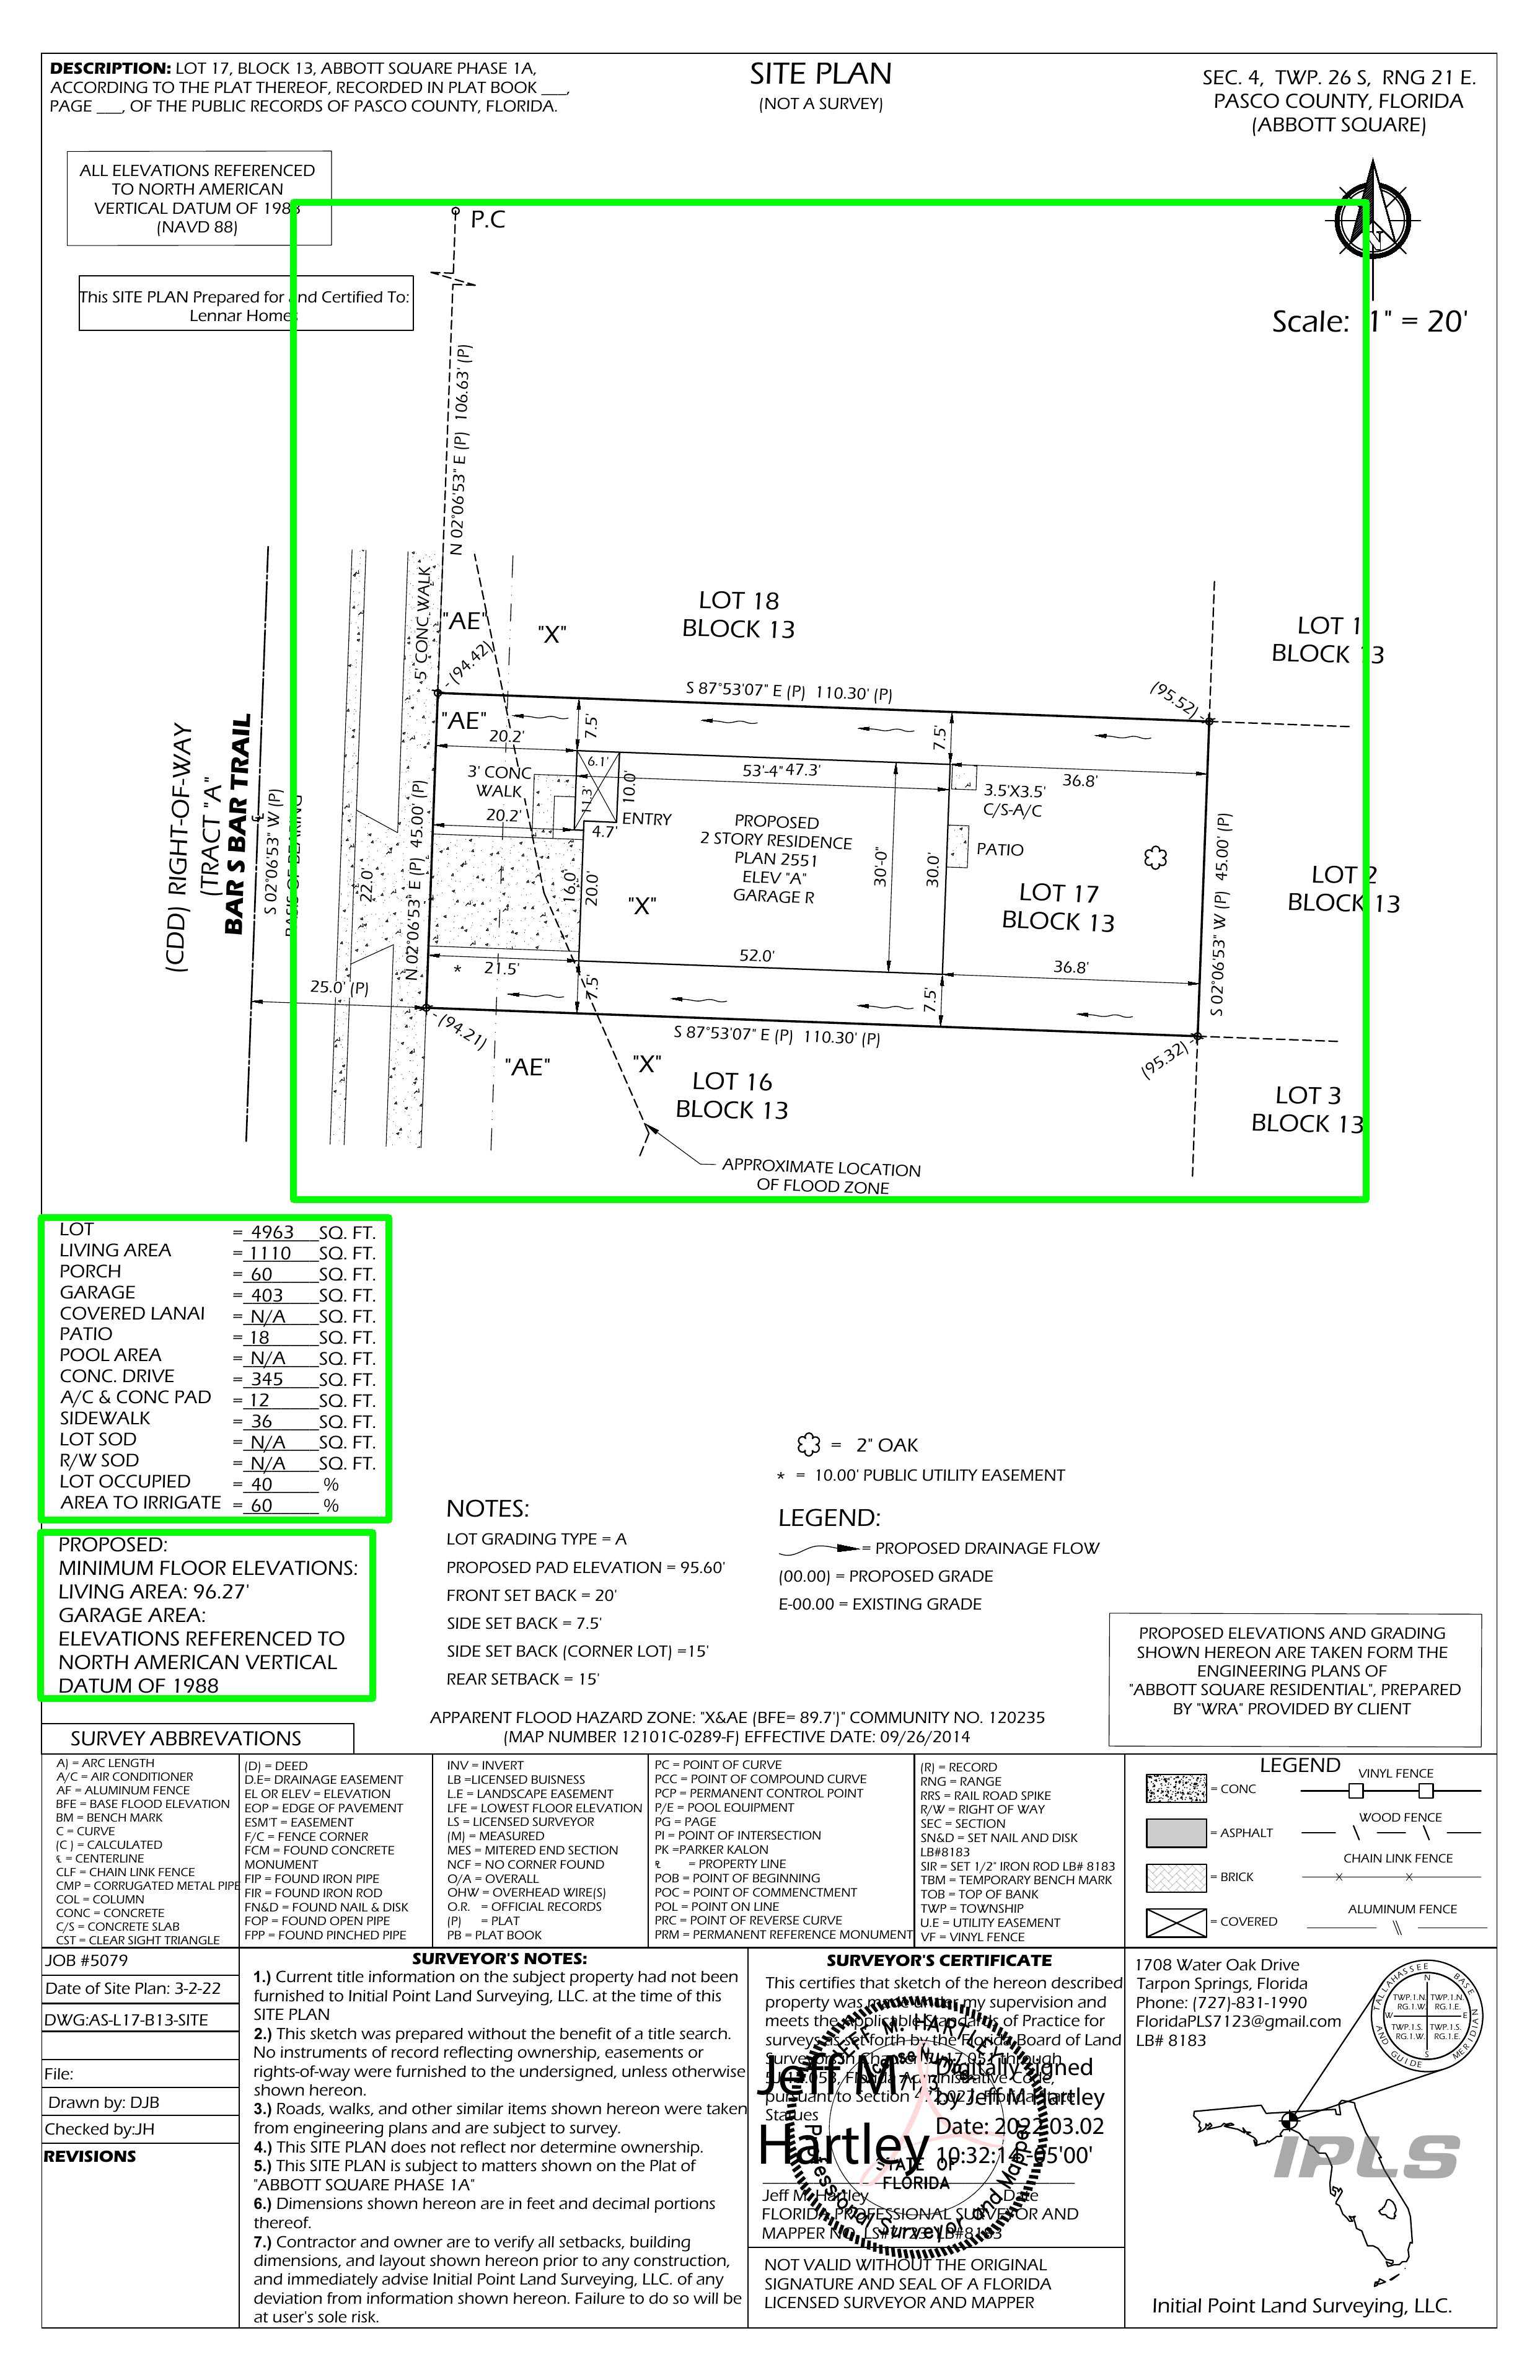 DESCRIPTION: LOT 17, BLOCK 13, ABBOTT SQUARE PHASE 1A,
ACCORDING TO THE PLAT THEREOF, RECORDED IN PLAT BOOK ___,
PAGE ___, OF THE PUBLIC RECORDS OF PASCO COUNTY, FLORIDA.
SITE PLAN
(NOT A SURVEY)
SEC. 4, TWP. 26 S, RNG 21 E.
PASCO COUNTY, FLORIDA
(ABBOTT SQUARE)
ALL ELEVATIONS REFERENCED
TO NORTH AMERICAN
VERTICAL DATUM OF 1988
(NAVD 88)
This SITE PLAN Prepared for and Certified To:
Lennar Homes
P.C
N
Scale: 1" = 20'
N 02°06'53" E (P) 106.63' (P)
5' CONC WALK
"AE"
"X"
(94.42)
LOT 18
BLOCK 13
LOT 1
BLOCK 13
S 87°53'07" E (P) 110.30' (P)
(95.52)
"AE"
7.5'
7.5'
20.2'
6.1'
53'-4"
47.3'
36.8'
3' CONC
WALK
11.3'
10.0'
3.5'X3.5'
C/S-A/C
20.2'
4.7'
ENTRY
PROPOSED
2 STORY RESIDENCE
PLAN 2551
ELEV "A"
GARAGE R
PATIO
(CDD) RIGHT-OF-WAY
(TRACT "A"
BAR S BAR TRAIL
S 02°06'53" W (P)
BASIS OF BEARING
22.0'
N 02°06'53" E (P) 45.00' (P)
16.0'
20.0'
"X"
30'-0"
30.0'
LOT 17
BLOCK 13
S 02°06'53" W (P) 45.00' (P)
LOT 2
BLOCK 13
* 21.5'
52.0'
36.8'
25.0' (P)
7.5'
7.5'
(94.21)
S 87°53'07" E (P) 110.30' (P)
(95.32)
"AE"
"X"
LOT 16
BLOCK 13
LOT 3
BLOCK 13
APPROXIMATE LOCATION
OF FLOOD ZONE
LOT = 4963 SQ. FT.
LIVING AREA = 1110 SQ. FT.
PORCH = 60 SQ. FT.
GARAGE = 403 SQ. FT.
COVERED LANAI = N/A SQ. FT.
PATIO = 18 SQ. FT.
POOL AREA = N/A SQ. FT.
CONC. DRIVE = 345 SQ. FT.
A/C & CONC PAD = 12 SQ. FT.
SIDEWALK = 36 SQ. FT.
LOT SOD = N/A SQ. FT.
R/W SOD = N/A SQ. FT.
LOT OCCUPIED = 40 %
AREA TO IRRIGATE = 60 %
PROPOSED:
MINIMUM FLOOR ELEVATIONS:
LIVING AREA: 96.27'
GARAGE AREA:
ELEVATIONS REFERENCED TO
NORTH AMERICAN VERTICAL
DATUM OF 1988
NOTES:
LOT GRADING TYPE = A
PROPOSED PAD ELEVATION = 95.60'
FRONT SET BACK = 20'
SIDE SET BACK = 7.5'
SIDE SET BACK (CORNER LOT) =15'
REAR SETBACK = 15'
= 2" OAK
* = 10.00' PUBLIC UTILITY EASEMENT
LEGEND:
= PROPOSED DRAINAGE FLOW
(00.00) = PROPOSED GRADE
E-00.00 = EXISTING GRADE
PROPOSED ELEVATIONS AND GRADING
SHOWN HEREON ARE TAKEN FORM THE
ENGINEERING PLANS OF
"ABBOTT SQUARE RESIDENTIAL", PREPARED
BY "WRA" PROVIDED BY CLIENT
APPARENT FLOOD HAZARD ZONE: "X&AE (BFE= 89.7')" COMMUNITY NO. 120235
(MAP NUMBER 12101C-0289-F) EFFECTIVE DATE: 09/26/2014
SURVEY ABBREVATIONS
A) = ARC LENGTH
A/C = AIR CONDITIONER
AF = ALUMINUM FENCE
BFE = BASE FLOOD ELEVATION
BM = BENCH MARK
C = CURVE
(C ) = CALCULATED
℄ = CENTERLINE
CLF = CHAIN LINK FENCE
CMP = CORRUGATED METAL PIPE
COL = COLUMN
CONC = CONCRETE
C/S = CONCRETE SLAB
CST = CLEAR SIGHT TRIANGLE
(D) = DEED
D.E= DRAINAGE EASEMENT
EL OR ELEV = ELEVATION
EOP = EDGE OF PAVEMENT
ESM'T = EASEMENT
F/C = FENCE CORNER
FCM = FOUND CONCRETE
MONUMENT
FIP = FOUND IRON PIPE
FIR = FOUND IRON ROD
FN&D = FOUND NAIL & DISK
FOP = FOUND OPEN PIPE
FPP = FOUND PINCHED PIPE
INV = INVERT
LB =LICENSED BUISNESS
L.E = LANDSCAPE EASEMENT
LFE = LOWEST FLOOR ELEVATION
LS = LICENSED SURVEYOR
(M) = MEASURED
MES = MITERED END SECTION
NCF = NO CORNER FOUND
O/A = OVERALL
OHW = OVERHEAD WIRE(S)
O.R. = OFFICIAL RECORDS
(P) = PLAT
PB = PLAT BOOK
PC = POINT OF CURVE
PCC = POINT OF COMPOUND CURVE
PCP = PERMANENT CONTROL POINT
P/E = POOL EQUIPMENT
PG = PAGE
PI = POINT OF INTERSECTION
PK =PARKER KALON
= PROPERTY LINE
POB = POINT OF BEGINNING
POC = POINT OF COMMENCTMENT
POL = POINT ON LINE
PRC = POINT OF REVERSE CURVE
PRM = PERMANENT REFERENCE MONUMENT
(R) = RECORD
RNG = RANGE
RRS = RAIL ROAD SPIKE
R/W = RIGHT OF WAY
SEC = SECTION
SN&D = SET NAIL AND DISK
LB#8183
SIR = SET 1/2" IRON ROD LB# 8183
TBM = TEMPORARY BENCH MARK
TOB = TOP OF BANK
TWP = TOWNSHIP
U.E = UTILITY EASEMENT
VF = VINYL FENCE
LEGEND
= CONC
= ASPHALT
= BRICK
= COVERED
VINYL FENCE
WOOD FENCE
CHAIN LINK FENCE
ALUMINUM FENCE
JOB #5079
Date of Site Plan: 3-2-22
DWG:AS-L17-B13-SITE
File:
Drawn by: DJB
Checked by:JH
REVISIONS
SURVEYOR'S NOTES:
1.) Current title information on the subject property had not been
furnished to Initial Point Land Surveying, LLC. at the time of this
SITE PLAN
2.) This sketch was prepared without the benefit of a title search.
No instruments of record reflecting ownership, easements or
rights-of-way were furnished to the undersigned, unless otherwise
shown hereon.
3.) Roads, walks, and other similar items shown hereon were taken
from engineering plans and are subject to survey.
4.) This SITE PLAN does not reflect nor determine ownership.
5.) This SITE PLAN is subject to matters shown on the Plat of
"ABBOTT SQUARE PHASE 1A"
6.) Dimensions shown hereon are in feet and decimal portions
thereof.
7.) Contractor and owner are to verify all setbacks, building
dimensions, and layout shown hereon prior to any construction,
and immediately advise Initial Point Land Surveying, LLC. of any
deviation from information shown hereon. Failure to do so will be
at user's sole risk.
SURVEYOR'S CERTIFICATE
This certifies that sketch of the hereon described
property was made under my supervision and
meets the applicable Standards of Practice for
surveys as set forth by the Florida Board of Land
Surveyors in Chapter through
Florida Administrative Code,
pursuant to Section Florida State
Statues
Jeff M
Hartley
Digitally signed
by Jeff M Hartley
Date: 2022.03.02
10:32:14 -05'00'
JEFF M. HARTLEY
STATE OF
FLORIDA
Professional Surveyor and Mapper
Jeff M. Hartley Date
FLORIDA PROFESSIONAL SURVEYOR AND
MAPPER NO. LB#8183
NOT VALID WITHOUT THE ORIGINAL
SIGNATURE AND SEAL OF A FLORIDA
LICENSED SURVEYOR AND MAPPER
1708 Water Oak Drive
Tarpon Springs, Florida
Phone: (727)-831-1990
FloridaPLS7123@gmail.com
LB# 8183
TALLAHASSEE BASE
AND GUIDE MERIDIAN
N
TWP.1.N. TWP.1.N.
RG.1.W. RG.1.E.
W E
TWP.1.S. TWP.1.S.
RG.1.W. RG.1.E.
S
IPLS
Initial Point Land Surveying, LLC.